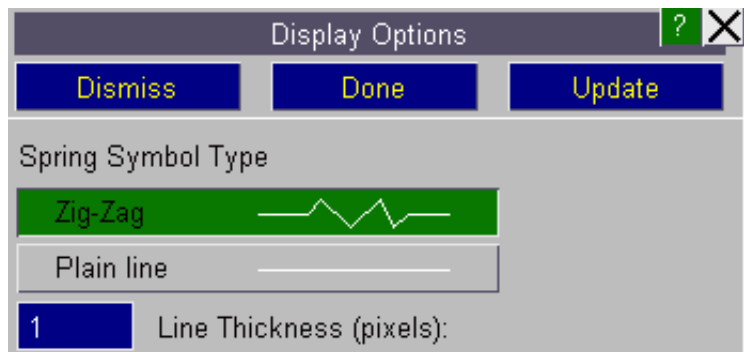 Display Options ?
Dismiss Done Update
Spring Symbol Type
Zig-Zag
Plain line
1 Line Thickness (pixels):